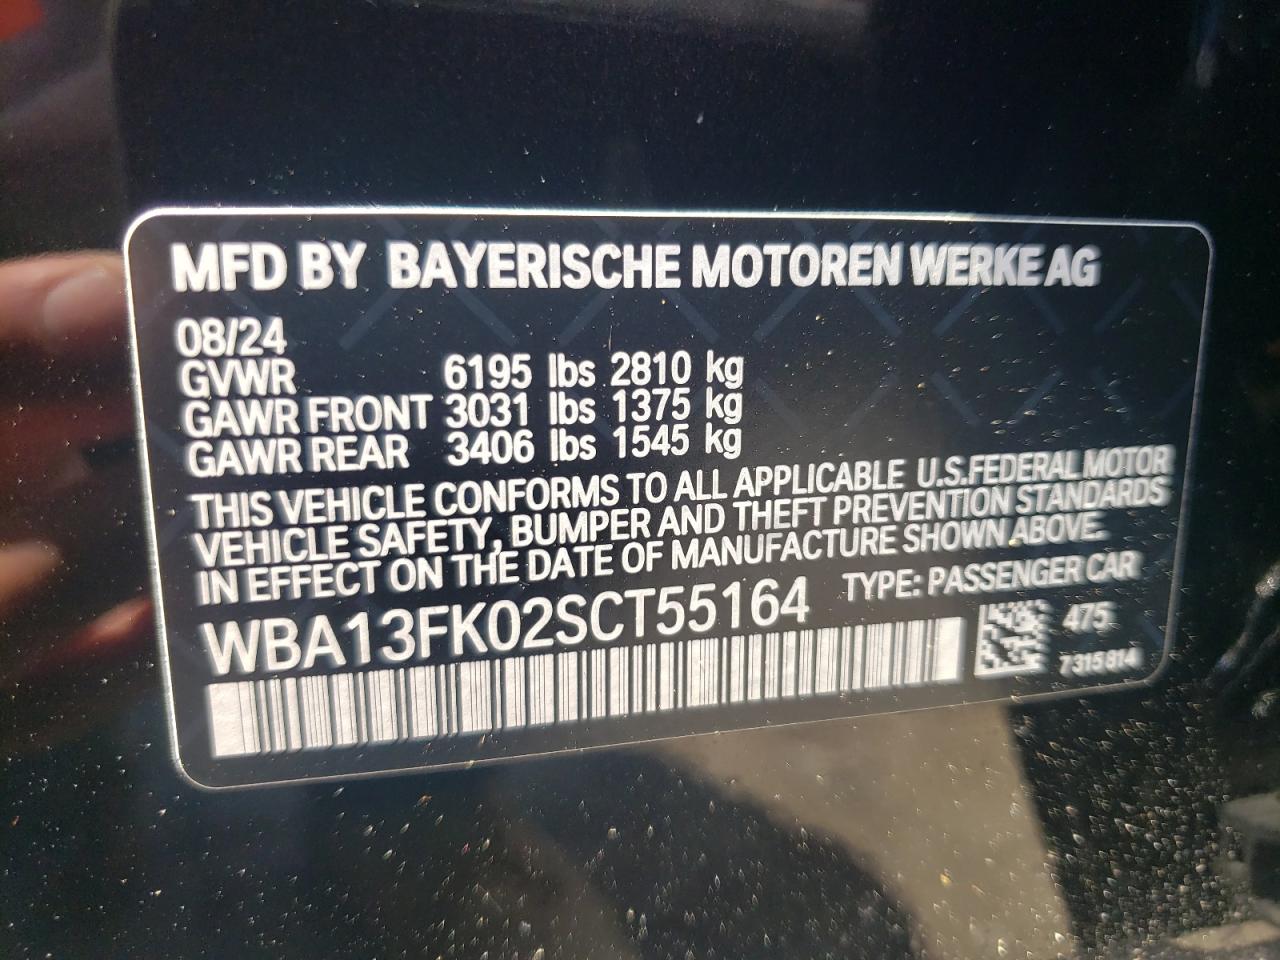 MFD BY BAYERISCHE MOTOREN WERKE AG
08/24
GVWR 6195 lbs 2810 kg
GAWR FRONT 3031 lbs 1375 kg
GAWR REAR 3406 lbs 1545 kg
THIS VEHICLE CONFORMS TO ALL APPLICABLE U.S.FEDERAL MOTOR
VEHICLE SAFETY, BUMPER AND THEFT PREVENTION STANDARDS
IN EFFECT ON THE DATE OF MANUFACTURE SHOWN ABOVE.
WBA13FK02SCT55164 TYPE: PASSENGER CAR
475
7315814